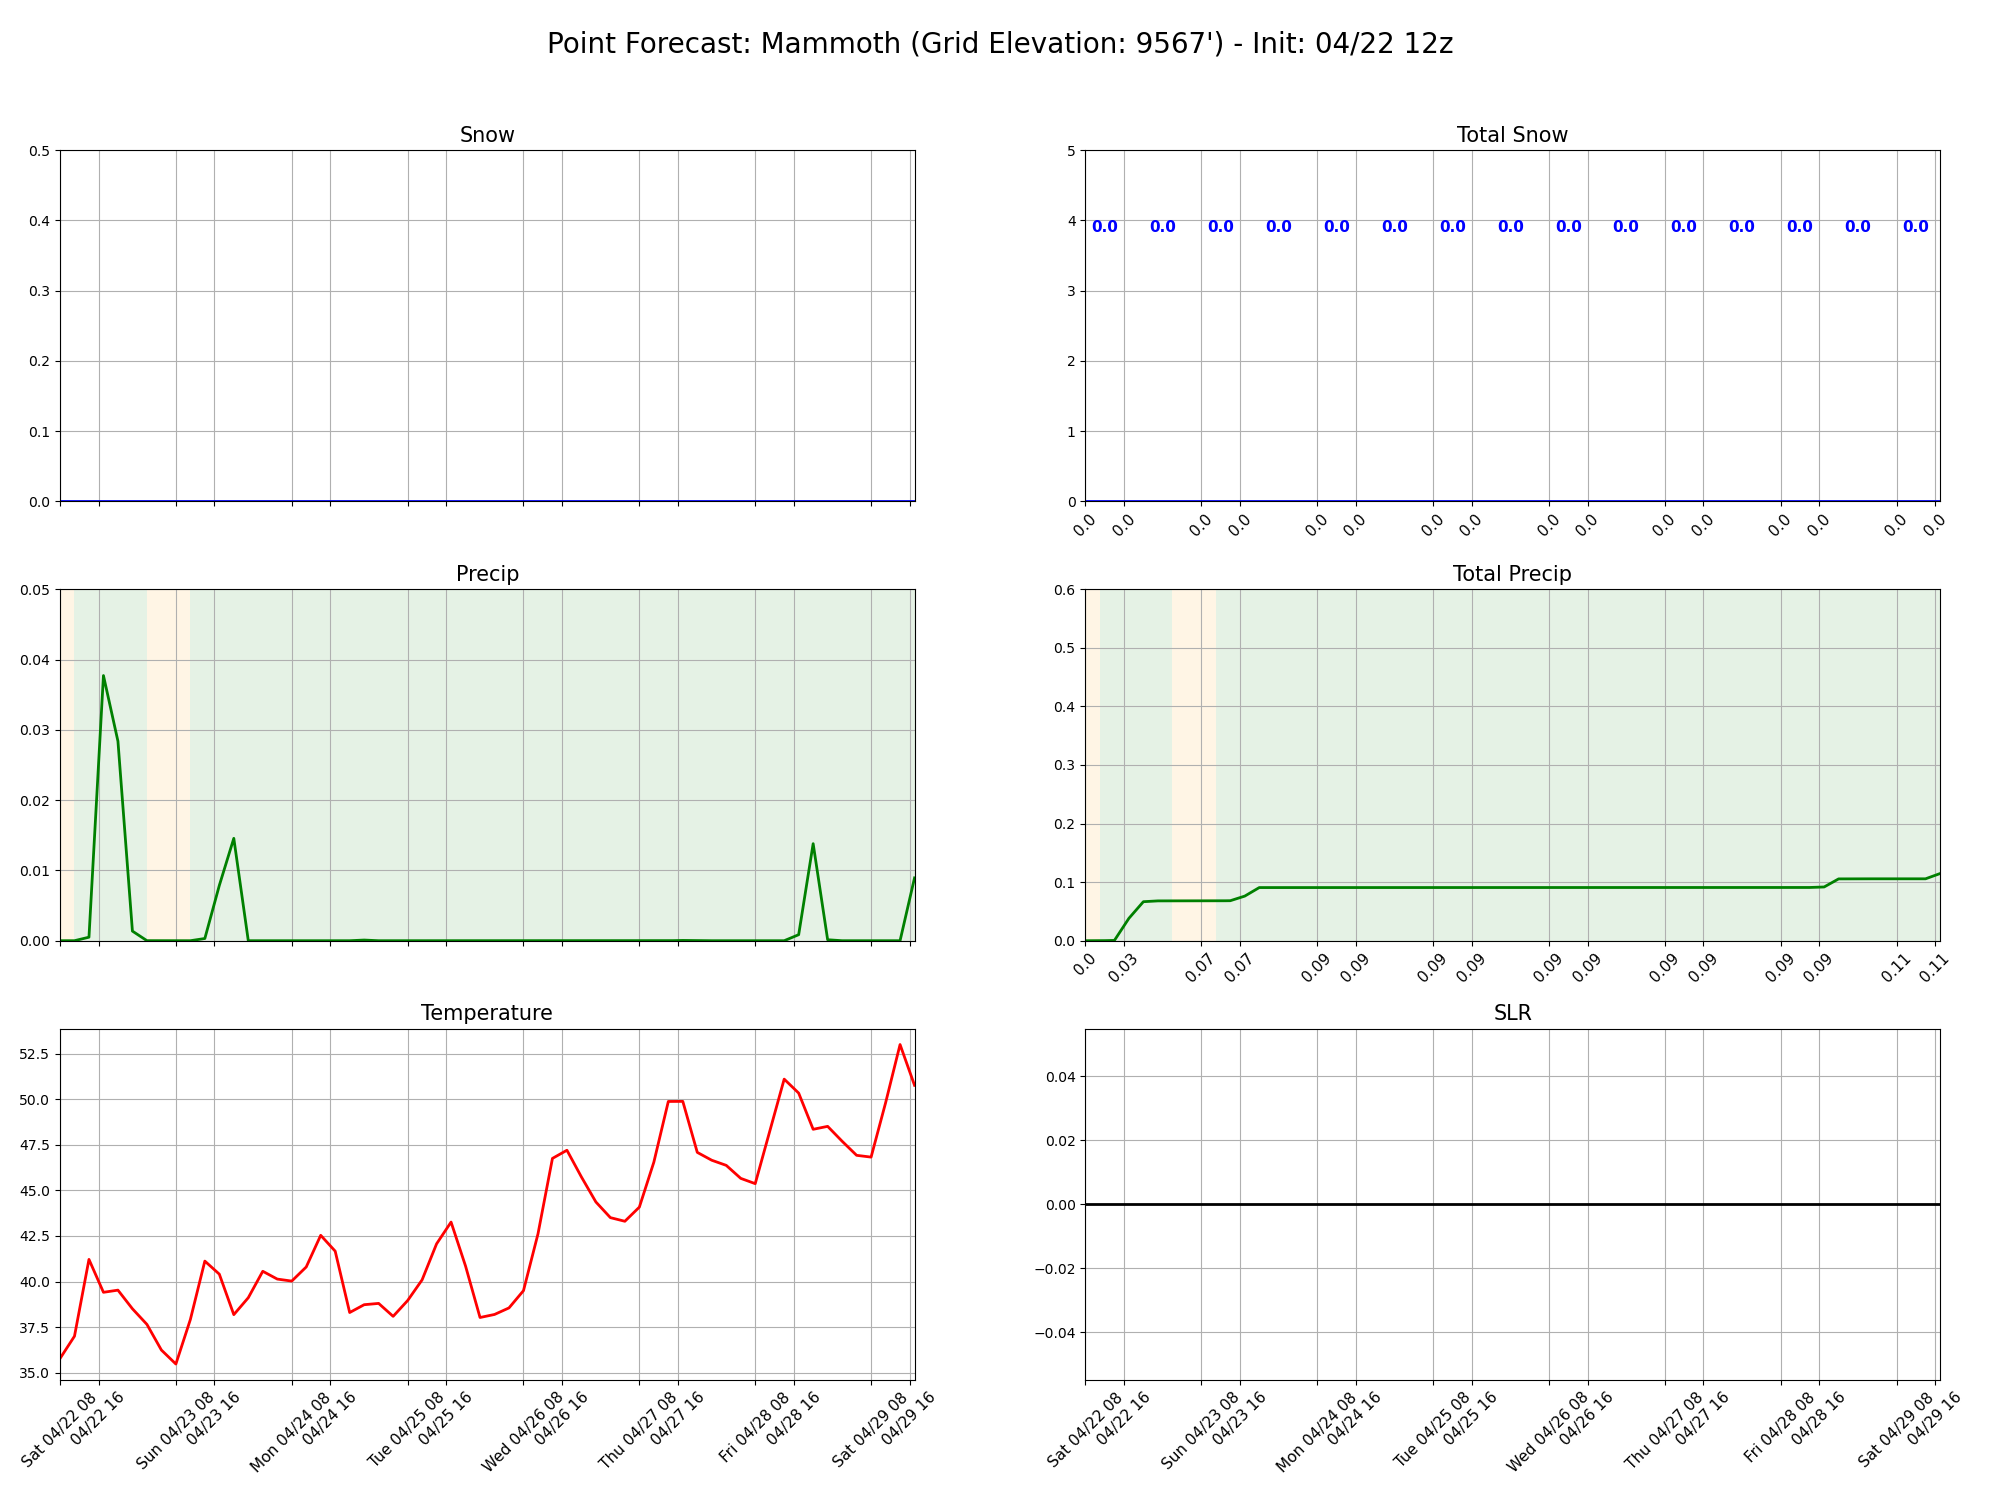 Point Forecast: Mammoth (Grid Elevation: 9567') - Init: 04/22 12z
Snow
0.5
0.4
0.3
0.2
0.1
0.0
Total Snow
5
4
3
2
1
0
0.0 0.0 0.0 0.0 0.0 0.0 0.0 0.0 0.0 0.0 0.0 0.0 0.0 0.0 0.0
0.0 0.0 0.0 0.0 0.0 0.0 0.0 0.0 0.0 0.0 0.0 0.0 0.0 0.0 0.0 0.0
Precip
0.05
0.04
0.03
0.02
0.01
0.00
Total Precip
0.6
0.5
0.4
0.3
0.2
0.1
0.0
0.0 0.03 0.07 0.07 0.09 0.09 0.09 0.09 0.09 0.09 0.09 0.09 0.09 0.09 0.11 0.11
Temperature
52.5
50.0
47.5
45.0
42.5
40.0
37.5
35.0
Sat 04/22 08
04/22 16
Sun 04/23 08
04/23 16
Mon 04/24 08
04/24 16
Tue 04/25 08
04/25 16
Wed 04/26 08
04/26 16
Thu 04/27 08
04/27 16
Fri 04/28 08
04/28 16
Sat 04/29 08
04/29 16
SLR
0.04
0.02
0.00
−0.02
−0.04
Sat 04/22 08
04/22 16
Sun 04/23 08
04/23 16
Mon 04/24 08
04/24 16
Tue 04/25 08
04/25 16
Wed 04/26 08
04/26 16
Thu 04/27 08
04/27 16
Fri 04/28 08
04/28 16
Sat 04/29 08
04/29 16